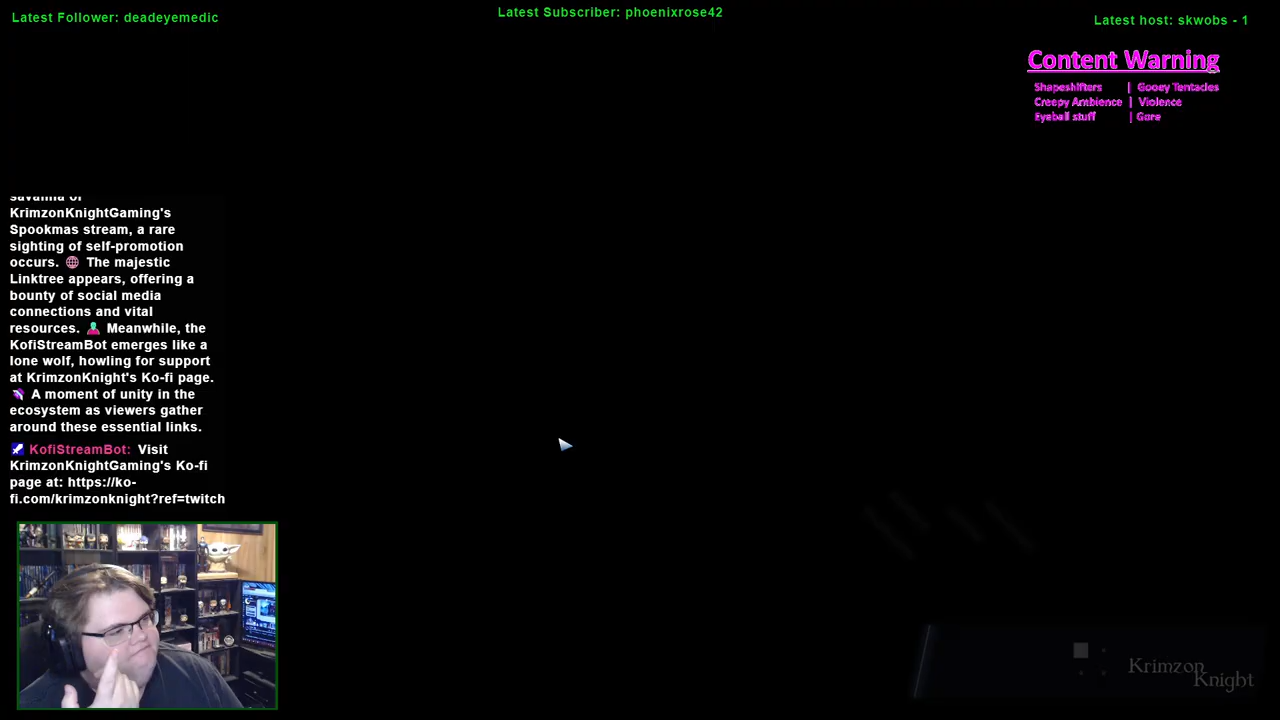 Latest Follower: deadeyemedic
Latest Subscriber: phoenixrose42
Latest host: skwobs - 1
Content Warning
Shapeshifters | Gooey Tentacles
Creepy Ambience | Violence
Eyeball stuff | Gore
savanna of
KrimzonKnightGaming's
Spookmas stream, a rare
sighting of self-promotion
occurs. The majestic
Linktree appears, offering a
bounty of social media
connections and vital
resources. Meanwhile, the
KofiStreamBot emerges like a
lone wolf, howling for support
at KrimzonKnight's Ko-fi page.
A moment of unity in the
ecosystem as viewers gather
around these essential links.
KofiStreamBot: Visit
KrimzonKnightGaming's Ko-fi
page at: https://ko-
fi.com/krimzonknight?ref=twitch
Krimzon
Knight